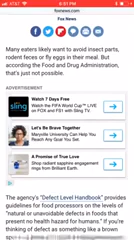 5:51
foxnews.com
Fox News
Many eaters likely want to avoid insect parts,
rodent feces or fly eggs in their meal. But
according to the Food and Drug Administration,
that's just not possible.
ADVERTISEMENT
Watch 7 Days Free
Watch the FIFA World Cup™ LIVE
on FOX and FS1 with Sling TV
sling
Let's Be Brave Together
Maryville University Can Help You
Reach Any Goal You Set.
A Promise of True Love
Shop radiant sapphire engagement
rings from Brilliant Earth.
The agency's "Defect Level Handbook" provides
guidelines for food processors on the levels of
"natural or unavoidable defects in foods that
present no health hazard for humans." If you're
thinking of defect as something like a brown